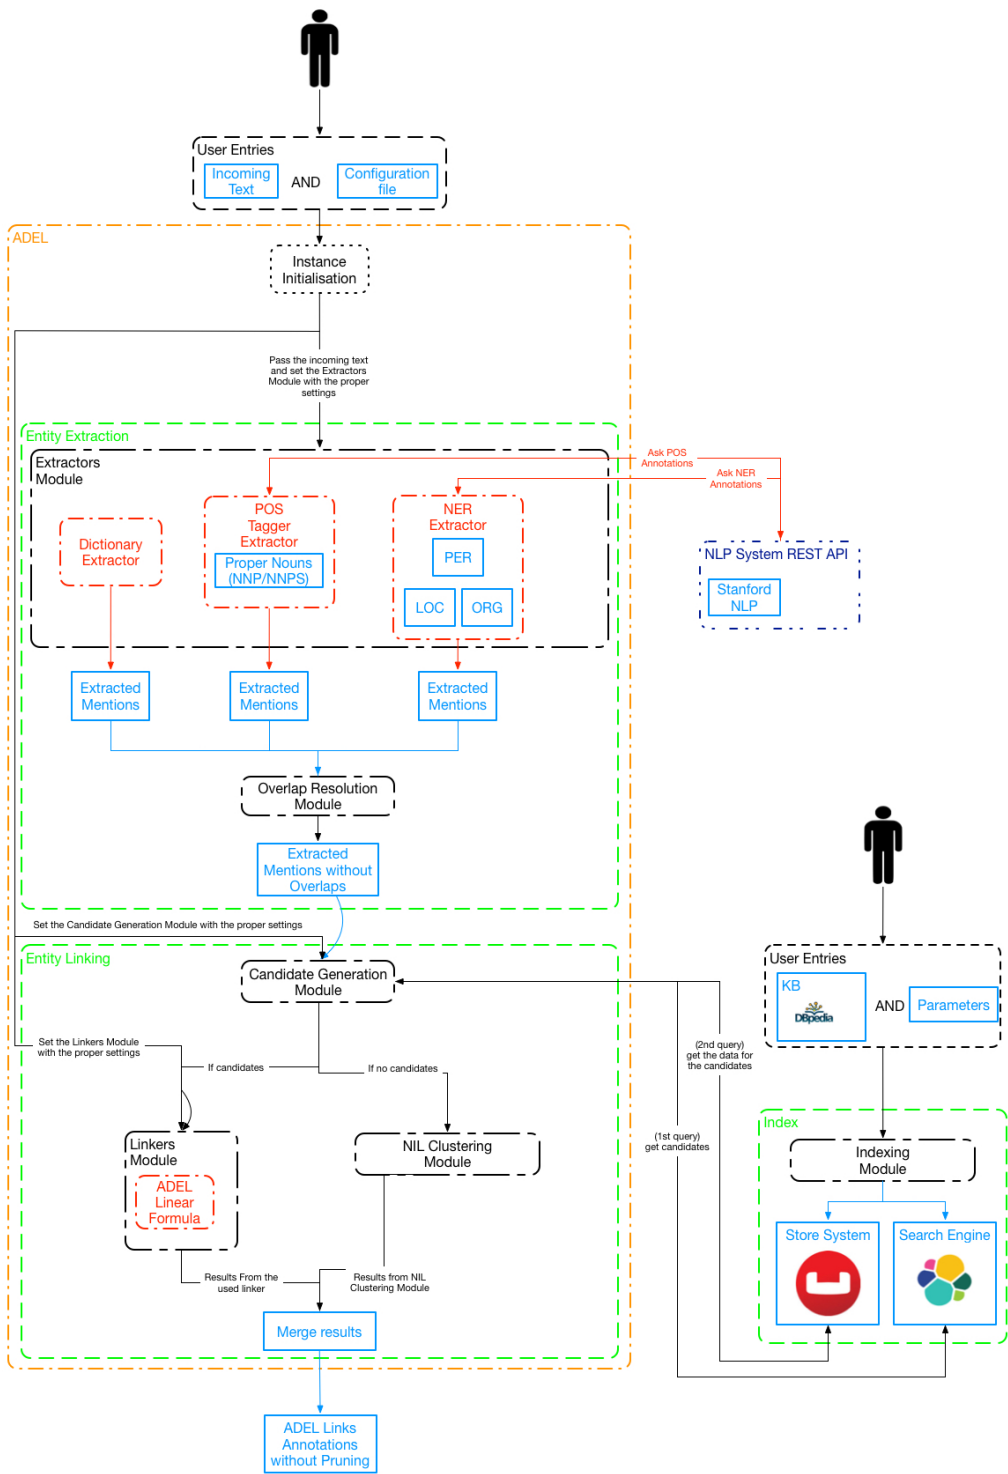 User Entries
Incoming
Text
AND
Configuration
file
ADEL
Instance
Initialisation
Pass the incoming text
and set the Extractors
Module with the proper
settings
Entity Extraction
Extractors
Module
Ask POS
Annotations
Ask NER
Annotations
Dictionary
Extractor
POS
Tagger
Extractor
Proper Nouns
(NNP/NNPS)
NER
Extractor
PER
LOC
ORG
NLP System REST API
Stanford
NLP
Extracted
Mentions
Extracted
Mentions
Extracted
Mentions
Overlap Resolution
Module
Extracted
Mentions without
Overlaps
Set the Candidate Generation Module with the proper settings
Entity Linking
Candidate Generation
Module
Set the Linkers Module
with the proper settings
If candidates
If no candidates
Linkers
Module
ADEL
Linear
Formula
NIL Clustering
Module
Results From the
used linker
Results from NIL
Clustering Module
Merge results
ADEL Links
Annotations
without Pruning
(2nd query)
get the data for
the candidates
(1st query)
get candidates
User Entries
KB
DBpedia
AND
Parameters
Index
Indexing
Module
Store System
Search Engine